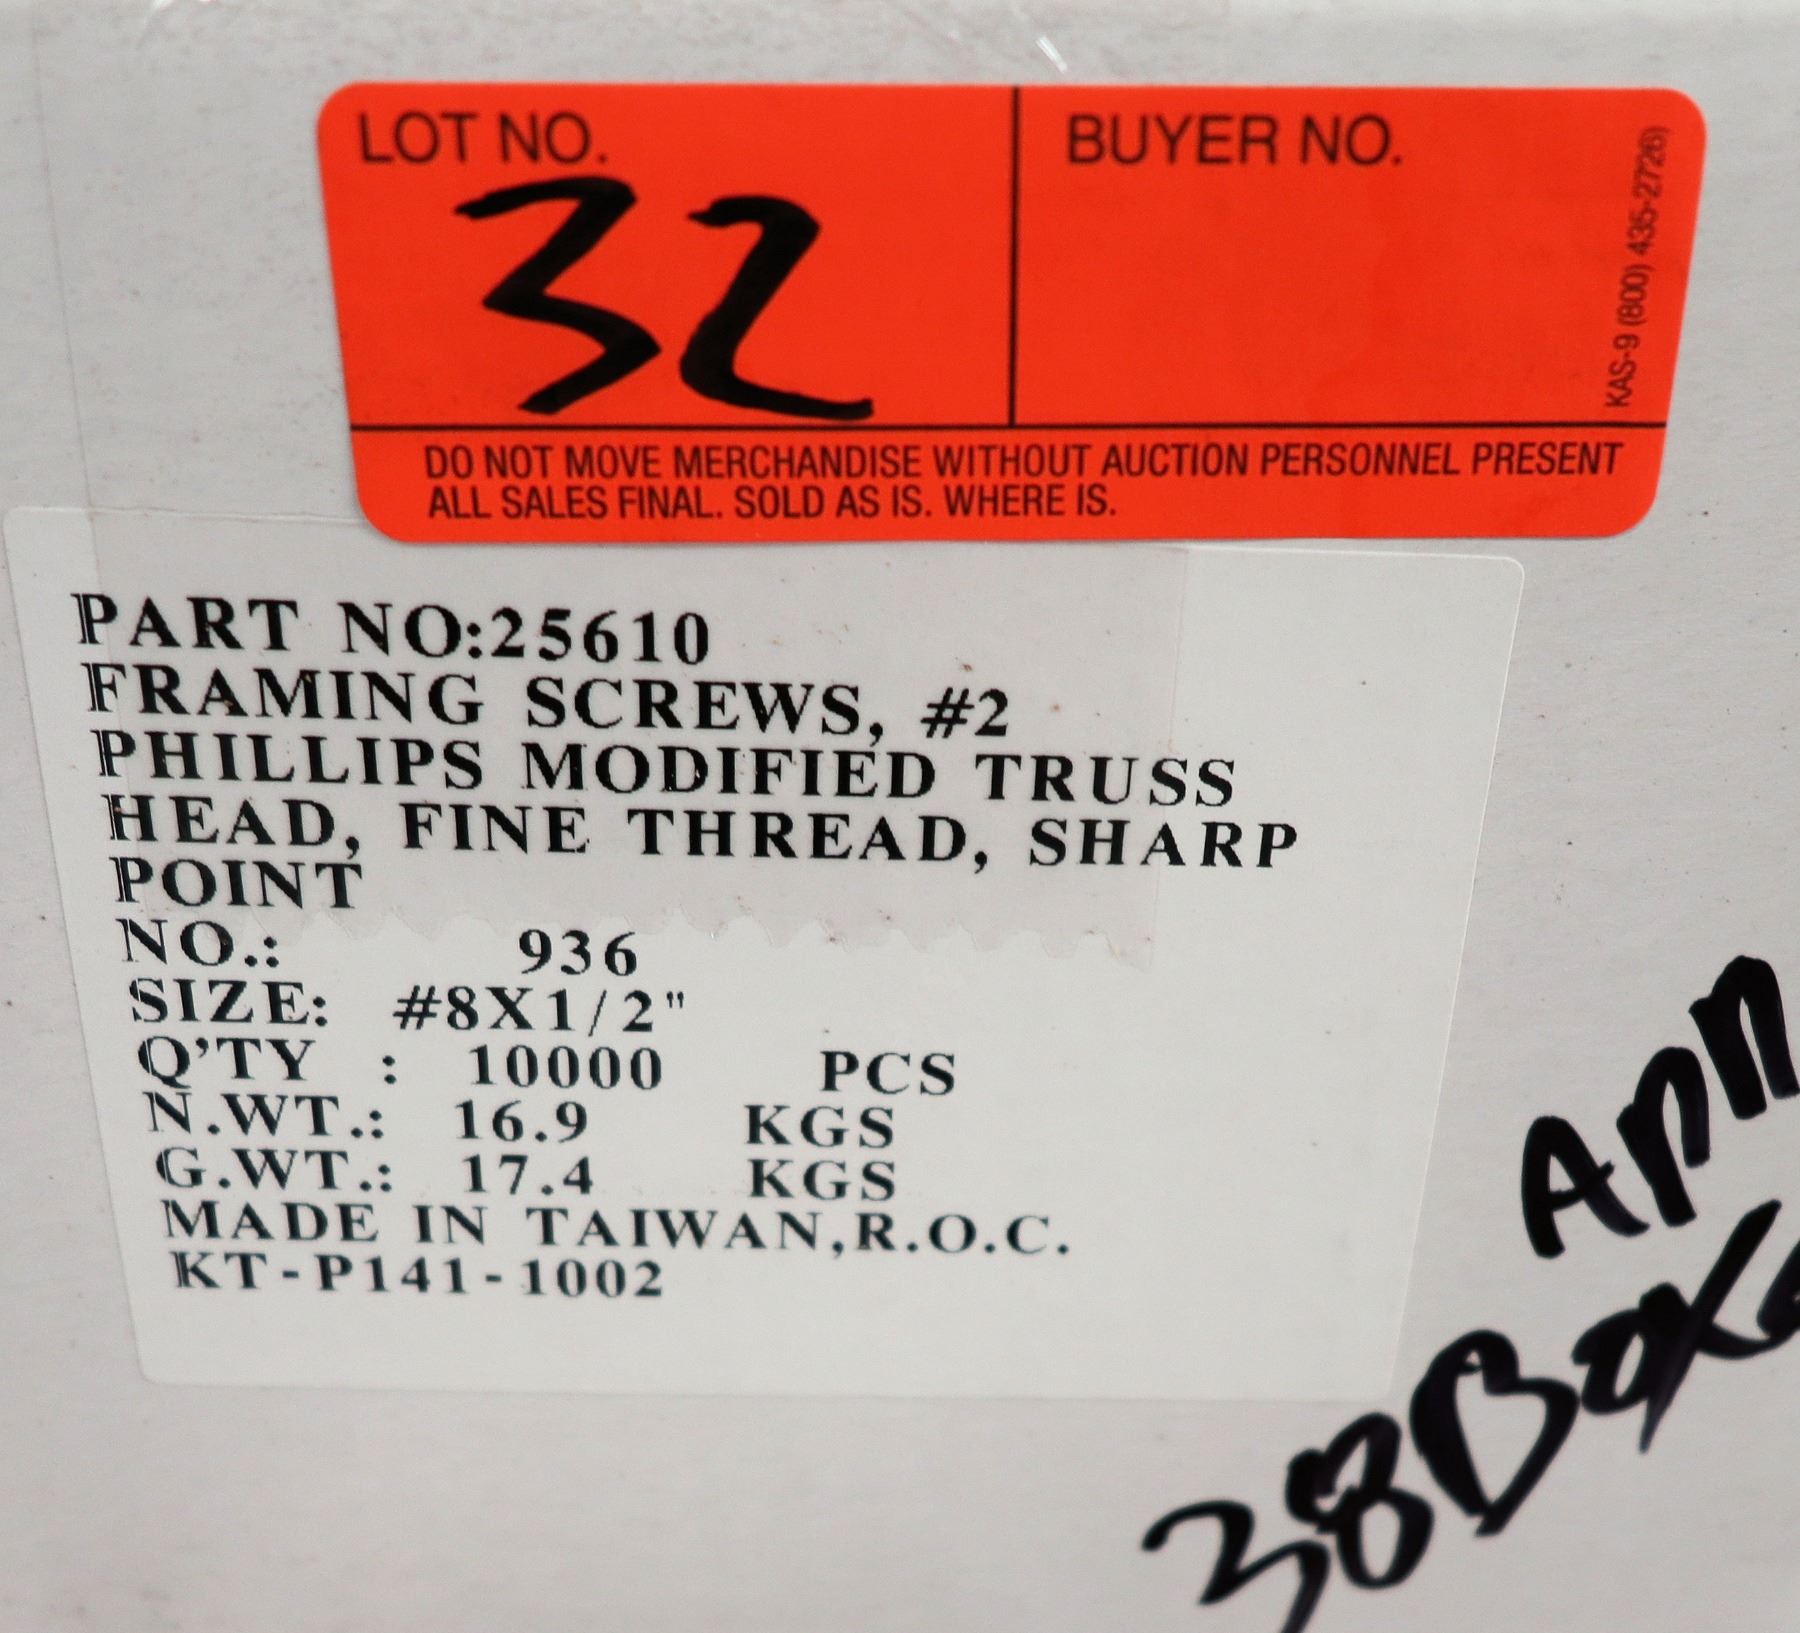 LOT NO.
32
BUYER NO.
KAS-9 (800) 435-2726)
DO NOT MOVE MERCHANDISE WITHOUT AUCTION PERSONNEL PRESENT
ALL SALES FINAL. SOLD AS IS. WHERE IS.
PART NO:25610
FRAMING SCREWS, #2
PHILLIPS MODIFIED TRUSS
HEAD, FINE THREAD, SHARP
POINT
NO.: 936
SIZE: #8X1/2"
Q'TY : 10000 PCS
N.WT.: 16.9 KGS
G.WT.: 17.4 KGS
MADE IN TAIWAN,R.O.C.
KT-P141-1002
38